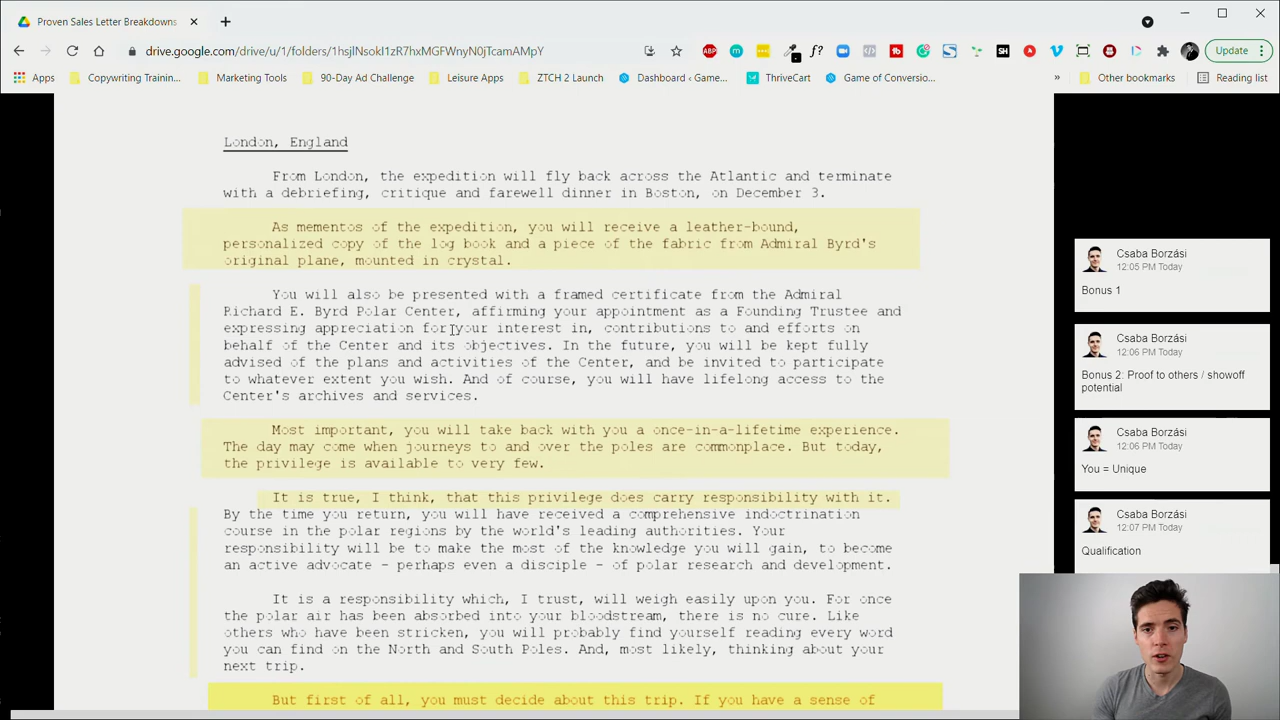 Proven Sales Letter Breakdowns
drive.google.com/drive/u/1/folders/1hsjlNsokI1zR7hxMGFWnyN0jTcamAMpY
ABP
SH
Update
Apps
Copywriting Trainin...
Marketing Tools
90-Day Ad Challenge
Leisure Apps
ZTCH 2 Launch
Dashboard ‹ Game...
ThriveCart
Game of Conversio...
Other bookmarks
Reading list
London, England
From London, the expedition will fly back across the Atlantic and terminate
with a debriefing, critique and farewell dinner in Boston, on December 3.
As mementos of the expedition, you will receive a leather-bound,
personalized copy of the log book and a piece of the fabric from Admiral Byrd's
original plane, mounted in crystal.
You will also be presented with a framed certificate from the Admiral
Richard E. Byrd Polar Center, affirming your appointment as a Founding Trustee and
expressing appreciation for your interest in, contributions to and efforts on
behalf of the Center and its objectives. In the future, you will be kept fully
advised of the plans and activities of the Center, and be invited to participate
to whatever extent you wish. And of course, you will have lifelong access to the
Center's archives and services.
Most important, you will take back with you a once-in-a-lifetime experience.
The day may come when journeys to and over the poles are commonplace. But today,
the privilege is available to very few.
It is true, I think, that this privilege does carry responsibility with it.
By the time you return, you will have received a comprehensive indoctrination
course in the polar regions by the world's leading authorities. Your
responsibility will be to make the most of the knowledge you will gain, to become
an active advocate - perhaps even a disciple - of polar research and development.
It is a responsibility which, I trust, will weigh easily upon you. For once
the polar air has been absorbed into your bloodstream, there is no cure. Like
others who have been stricken, you will probably find yourself reading every word
you can find on the North and South Poles. And, most likely, thinking about your
next trip.
But first of all, you must decide about this trip. If you have a sense of
Csaba Borzási
12:05 PM Today
Bonus 1
Csaba Borzási
12:06 PM Today
Bonus 2: Proof to others / showoff
potential
Csaba Borzási
12:06 PM Today
You = Unique
Csaba Borzási
12:07 PM Today
Qualification